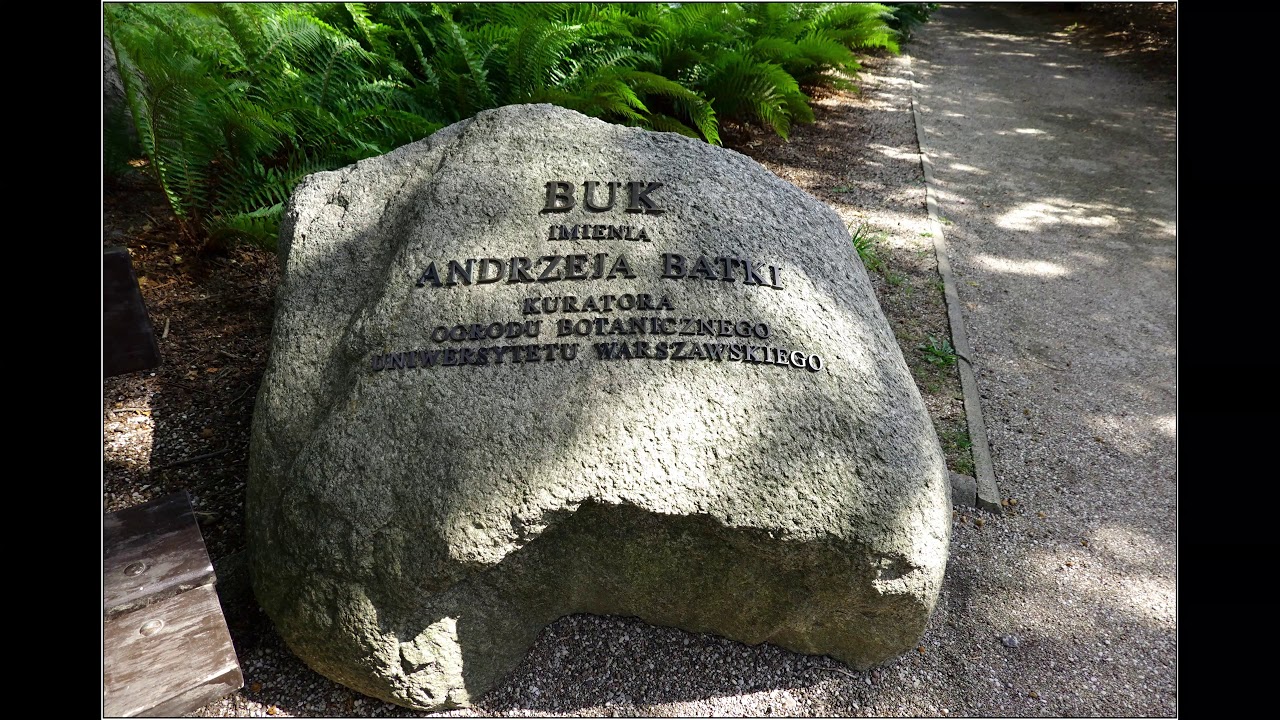 BUK
IMIENIA
ANDRZEJA BATKI
KURATORA
OGRODU BOTANICZNEGO
UNIWERSYTETU WARSZAWSKIEGO